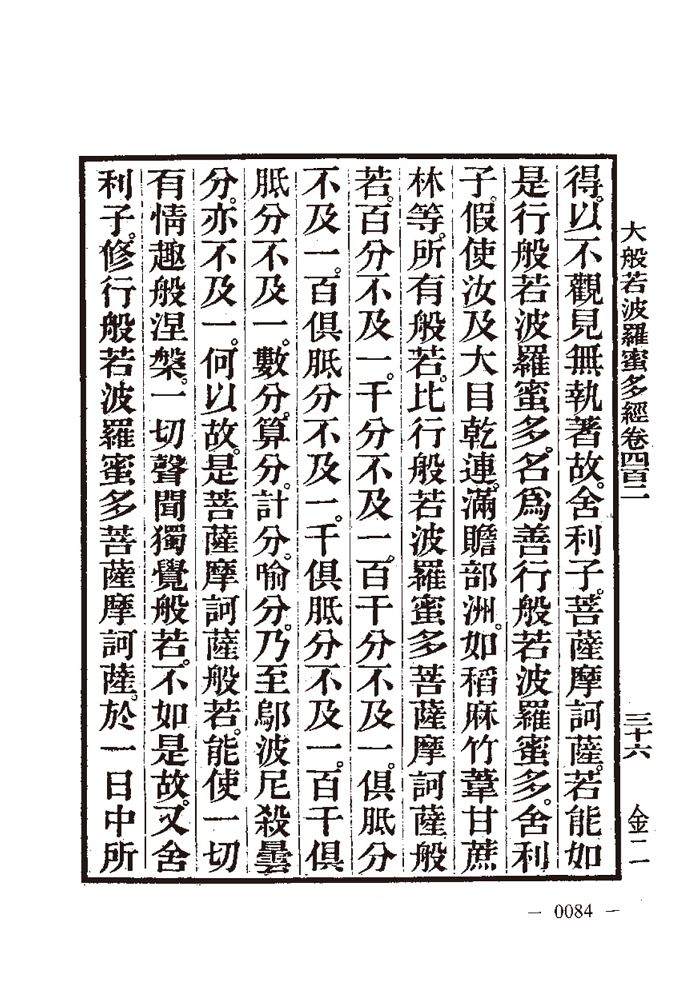 大般若波羅蜜多經卷四百二 三十六 金二
得。以不觀見無執著故。舍利子。菩薩摩訶薩。若能如
是行般若波羅蜜多。名爲善行般若波羅蜜多。舍利
子。假使汝及大目乾連。滿贍部洲。如稻麻竹葦甘蔗
林等。所有般若。比行般若波羅蜜多菩薩摩訶薩般
若。百分不及一。千分不及一。百千分不及一。俱胝分
不及一。百俱胝分不及一。千俱胝分不及一。百千俱
胝分不及一。數分。算分。計分。喻分。乃至鄔波尼殺曇
分。亦不及一。何以故。是菩薩摩訶薩般若。能使一切
有情趣般涅槃。一切聲聞獨覺般若。不如是故。又舍
利子。修行般若波羅蜜多菩薩摩訶薩。於一日中所
— 0084 —